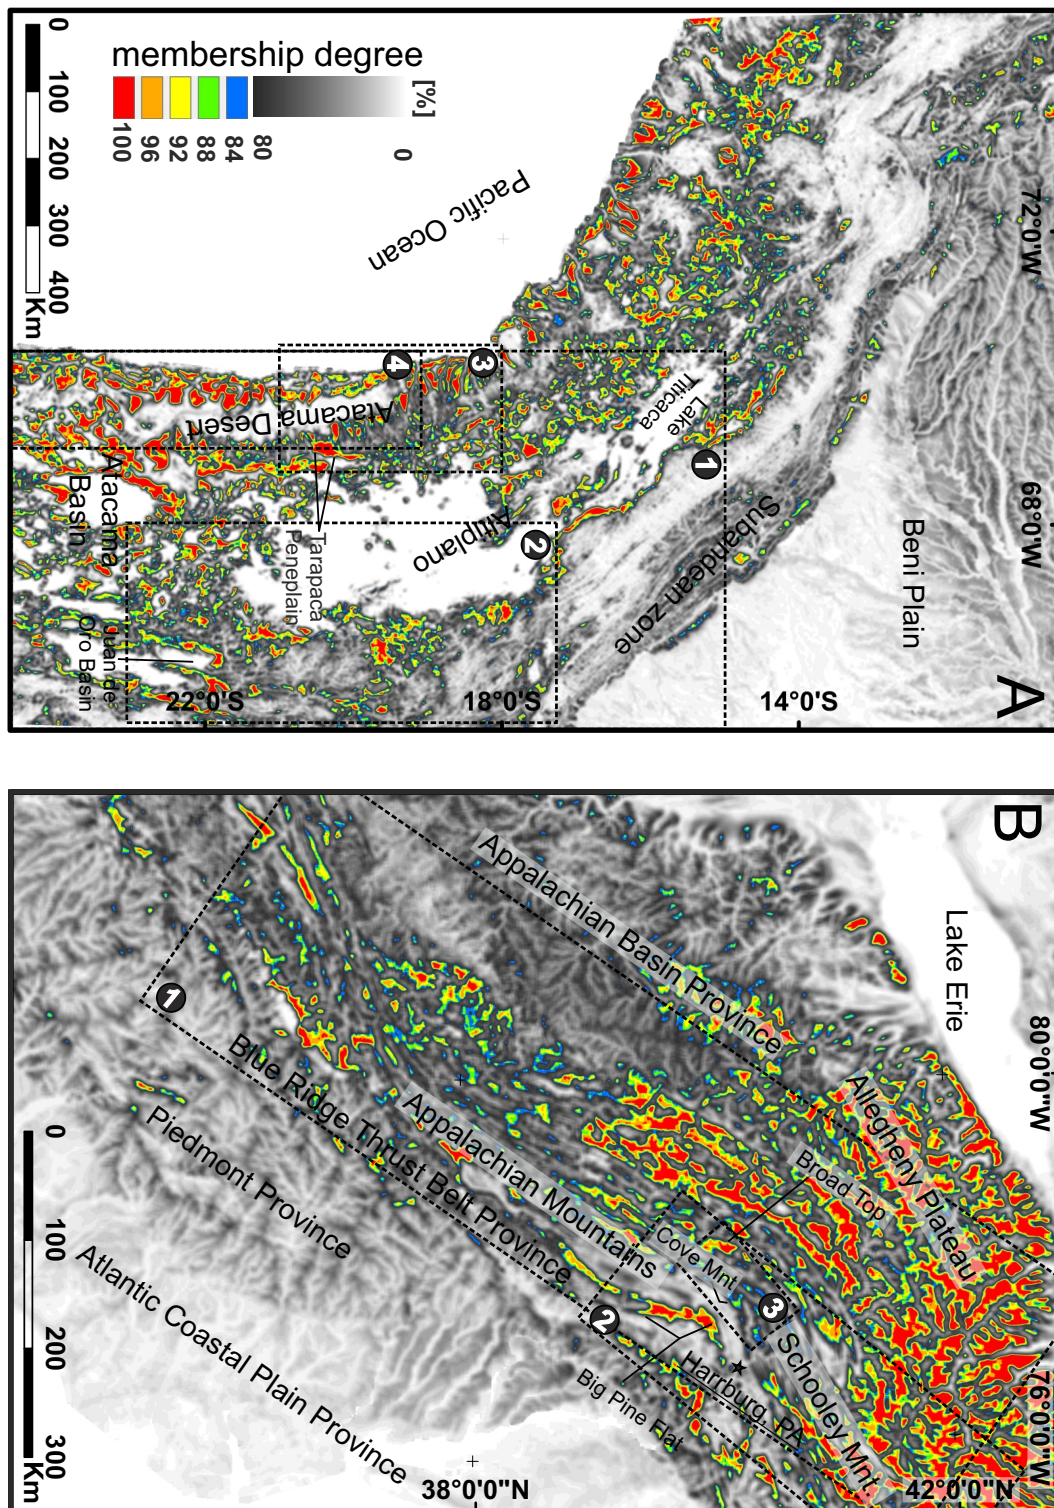 A
membership degree
[%]
100
96
92
88
84
80
0
0
100
200
300
400
Km
72°0'W
68°0'W
14°0'S
18°0'S
22°0'S
Pacific Ocean
Beni Plain
Subandean zone
Lake
Titicaca
Altiplano
Atacama Desert
Tarapaca
Peneplain
Atacama
Basin
Juan de
Oro Basin
1
2
3
4
B
Lake Erie
80°0'0"W
76°0'0"W
42°0'0"N
38°0'0"N
Appalachian Basin Province
Allegheny Plateau
Broad Top
Cove Mnt.
Appalachian Mountains
Blue Ridge Thrust Belt Province
Piedmont Province
Atlantic Coastal Plain Province
Schooley Mnt.
Harrburg, PA
Big Pine Flat
1
2
3
0
100
200
300
Km